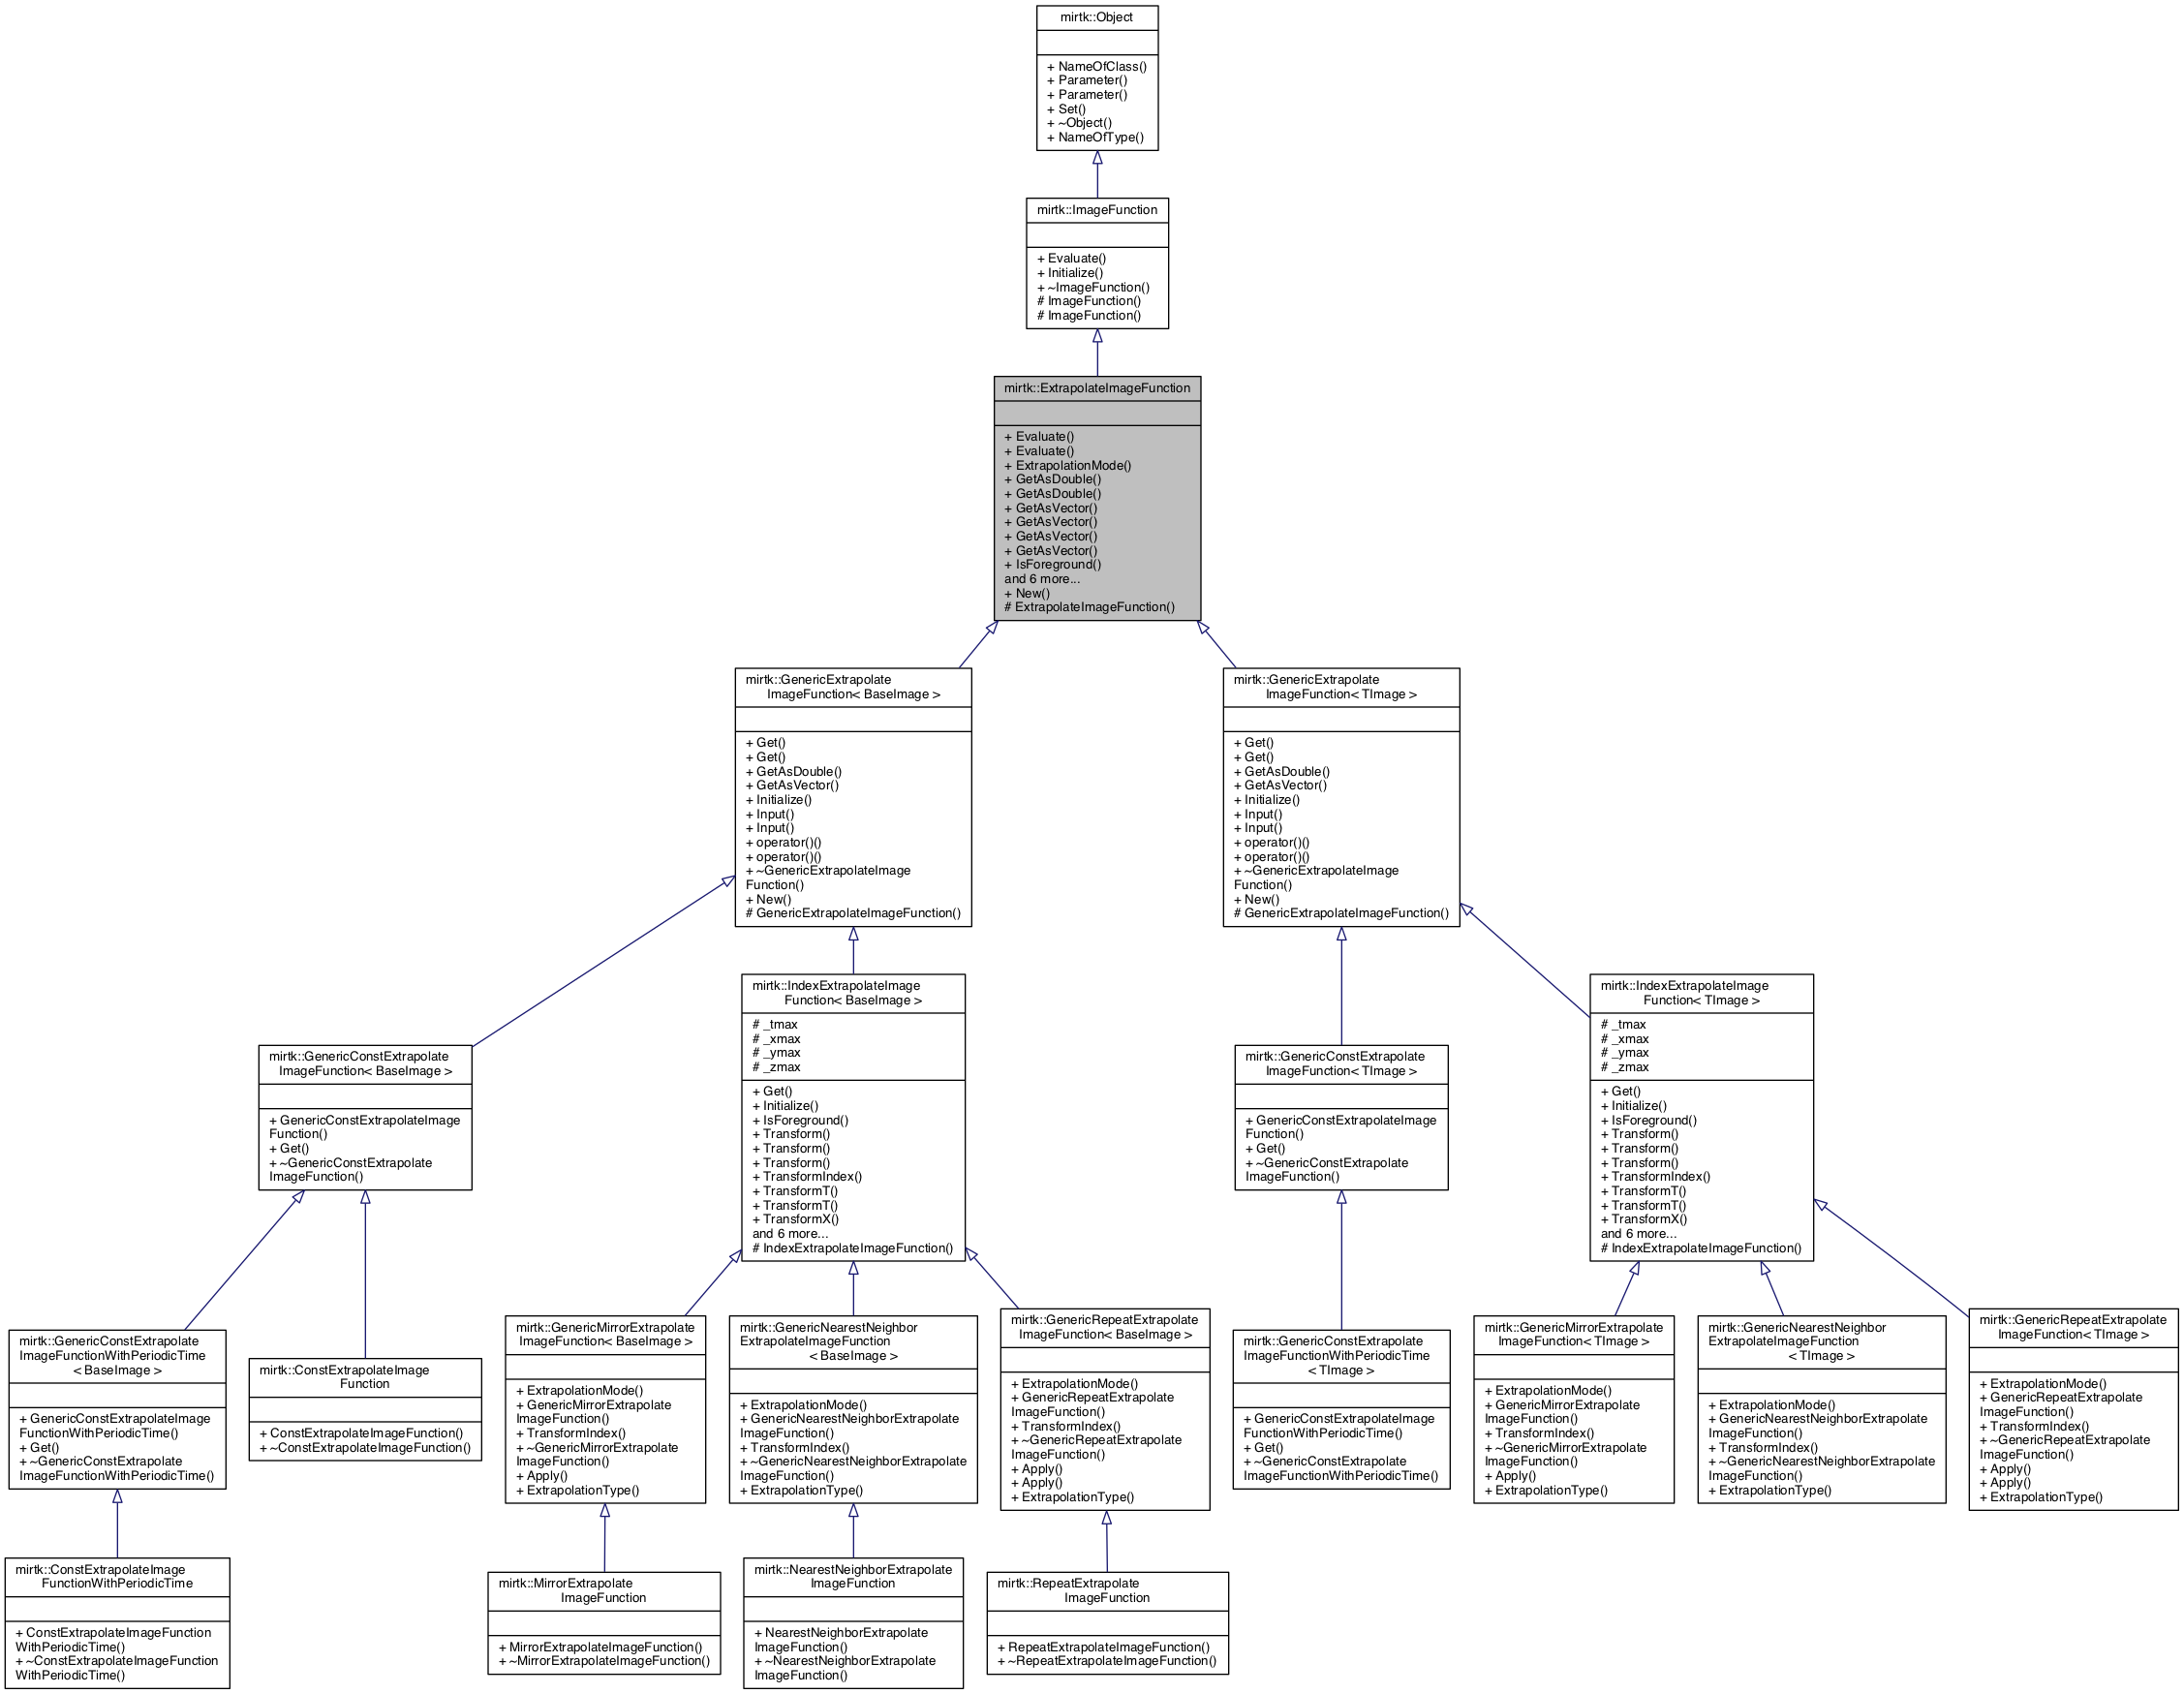 mirtk::Object
+ NameOfClass()
+ Parameter()
+ Parameter()
+ Set()
+ ~Object()
+ NameOfType()
mirtk::ImageFunction
+ Evaluate()
+ Initialize()
+ ~ImageFunction()
# ImageFunction()
# ImageFunction()
mirtk::ExtrapolateImageFunction
+ Evaluate()
+ Evaluate()
+ ExtrapolationMode()
+ GetAsDouble()
+ GetAsDouble()
+ GetAsVector()
+ GetAsVector()
+ GetAsVector()
+ GetAsVector()
+ IsForeground()
and 6 more...
+ New()
# ExtrapolateImageFunction()
mirtk::GenericExtrapolate
ImageFunction< BaseImage >
+ Get()
+ Get()
+ GetAsDouble()
+ GetAsVector()
+ Initialize()
+ Input()
+ Input()
+ operator()()
+ operator()()
+ ~GenericExtrapolateImage
Function()
+ New()
# GenericExtrapolateImageFunction()
mirtk::GenericExtrapolate
ImageFunction< TImage >
+ Get()
+ Get()
+ GetAsDouble()
+ GetAsVector()
+ Initialize()
+ Input()
+ Input()
+ operator()()
+ operator()()
+ ~GenericExtrapolateImage
Function()
+ New()
# GenericExtrapolateImageFunction()
mirtk::GenericConstExtrapolate
ImageFunction< BaseImage >
+ GenericConstExtrapolateImage
Function()
+ Get()
+ ~GenericConstExtrapolate
ImageFunction()
mirtk::IndexExtrapolateImage
Function< BaseImage >
# _tmax
# _xmax
# _ymax
# _zmax
+ Get()
+ Initialize()
+ IsForeground()
+ Transform()
+ Transform()
+ Transform()
+ TransformIndex()
+ TransformT()
+ TransformT()
+ TransformX()
and 6 more...
# IndexExtrapolateImageFunction()
mirtk::GenericConstExtrapolate
ImageFunction< TImage >
+ GenericConstExtrapolateImage
Function()
+ Get()
+ ~GenericConstExtrapolate
ImageFunction()
mirtk::IndexExtrapolateImage
Function< TImage >
# _tmax
# _xmax
# _ymax
# _zmax
+ Get()
+ Initialize()
+ IsForeground()
+ Transform()
+ Transform()
+ Transform()
+ TransformIndex()
+ TransformT()
+ TransformT()
+ TransformX()
and 6 more...
# IndexExtrapolateImageFunction()
mirtk::GenericConstExtrapolate
ImageFunctionWithPeriodicTime
< BaseImage >
+ GenericConstExtrapolateImage
FunctionWithPeriodicTime()
+ Get()
+ ~GenericConstExtrapolate
ImageFunctionWithPeriodicTime()
mirtk::ConstExtrapolateImage
Function
+ ConstExtrapolateImageFunction()
+ ~ConstExtrapolateImageFunction()
mirtk::GenericMirrorExtrapolate
ImageFunction< BaseImage >
+ ExtrapolationMode()
+ GenericMirrorExtrapolate
ImageFunction()
+ TransformIndex()
+ ~GenericMirrorExtrapolate
ImageFunction()
+ Apply()
+ ExtrapolationType()
mirtk::GenericNearestNeighbor
ExtrapolateImageFunction
< BaseImage >
+ ExtrapolationMode()
+ GenericNearestNeighborExtrapolate
ImageFunction()
+ TransformIndex()
+ ~GenericNearestNeighborExtrapolate
ImageFunction()
+ ExtrapolationType()
mirtk::GenericRepeatExtrapolate
ImageFunction< BaseImage >
+ ExtrapolationMode()
+ GenericRepeatExtrapolate
ImageFunction()
+ TransformIndex()
+ ~GenericRepeatExtrapolate
ImageFunction()
+ Apply()
+ Apply()
+ ExtrapolationType()
mirtk::GenericConstExtrapolate
ImageFunctionWithPeriodicTime
< TImage >
+ GenericConstExtrapolateImage
FunctionWithPeriodicTime()
+ Get()
+ ~GenericConstExtrapolate
ImageFunctionWithPeriodicTime()
mirtk::GenericMirrorExtrapolate
ImageFunction< TImage >
+ ExtrapolationMode()
+ GenericMirrorExtrapolate
ImageFunction()
+ TransformIndex()
+ ~GenericMirrorExtrapolate
ImageFunction()
+ Apply()
+ ExtrapolationType()
mirtk::GenericNearestNeighbor
ExtrapolateImageFunction
< TImage >
+ ExtrapolationMode()
+ GenericNearestNeighborExtrapolate
ImageFunction()
+ TransformIndex()
+ ~GenericNearestNeighborExtrapolate
ImageFunction()
+ ExtrapolationType()
mirtk::GenericRepeatExtrapolate
ImageFunction< TImage >
+ ExtrapolationMode()
+ GenericRepeatExtrapolate
ImageFunction()
+ TransformIndex()
+ ~GenericRepeatExtrapolate
ImageFunction()
+ Apply()
+ Apply()
+ ExtrapolationType()
mirtk::ConstExtrapolateImage
FunctionWithPeriodicTime
+ ConstExtrapolateImageFunction
WithPeriodicTime()
+ ~ConstExtrapolateImageFunction
WithPeriodicTime()
mirtk::MirrorExtrapolate
ImageFunction
+ MirrorExtrapolateImageFunction()
+ ~MirrorExtrapolateImageFunction()
mirtk::NearestNeighborExtrapolate
ImageFunction
+ NearestNeighborExtrapolate
ImageFunction()
+ ~NearestNeighborExtrapolate
ImageFunction()
mirtk::RepeatExtrapolate
ImageFunction
+ RepeatExtrapolateImageFunction()
+ ~RepeatExtrapolateImageFunction()